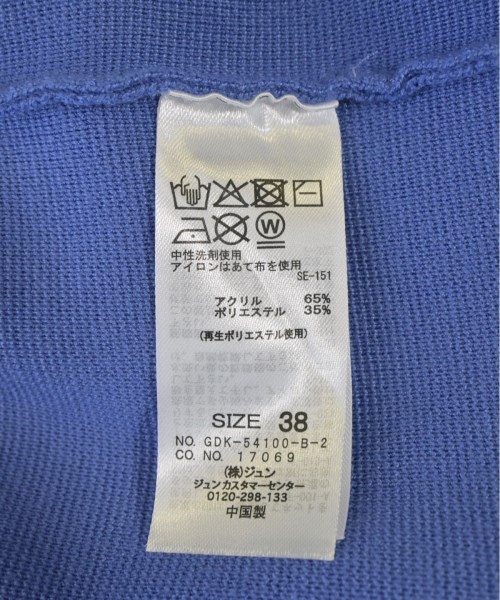 W
中性洗剤使用
アイロンはあて布を使用
SE-151
アクリル 65%
ポリエステル 35%
(再生ポリエステル使用)
SIZE 38
NO. GDK-54100-B-2
CO. NO. 17069
(株)ジュン
ジュンカスタマーセンター
0120-298-133
中国製